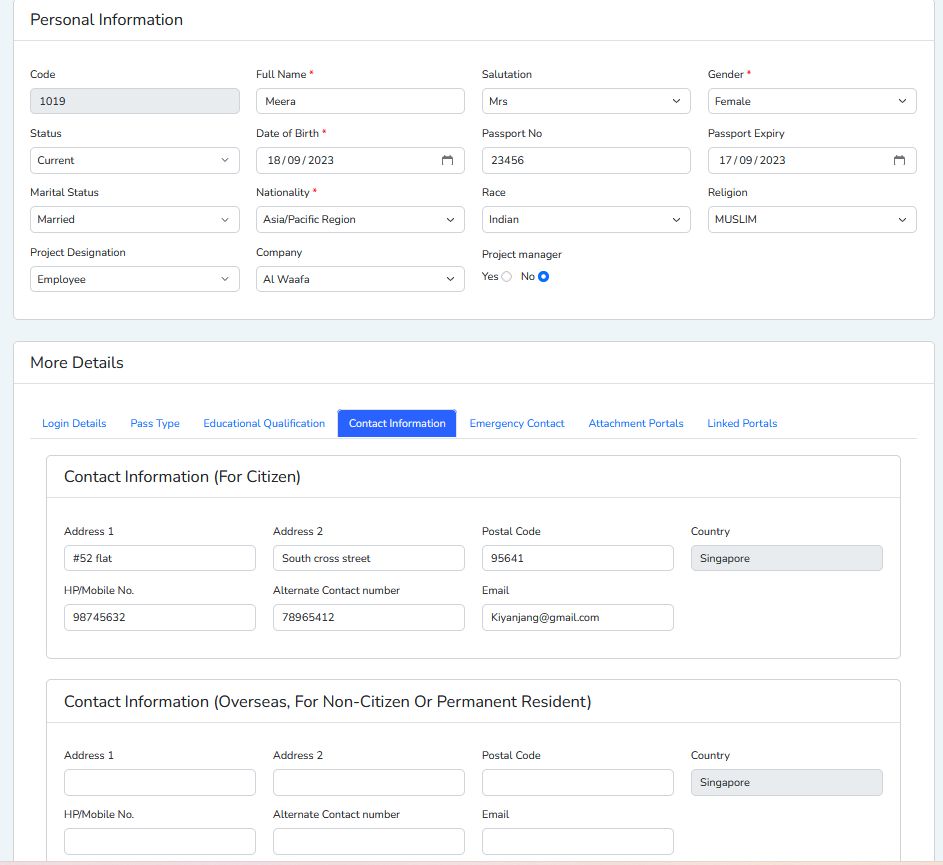 Personal Information
Code Full Name * Salutation Gender *
1019 Meera Mrs Female
Status Date of Birth * Passport No Passport Expiry
Current 18/09/2023 23456 17/09/2023
Marital Status Nationality * Race Religion
Married Asia/Pacific Region Indian MUSLIM
Project Designation Company Project manager
Employee Al Waafa Yes No
More Details
Login Details Pass Type Educational Qualification Contact Information Emergency Contact Attachment Portals Linked Portals
Contact Information (For Citizen)
Address 1 Address 2 Postal Code Country
#52 flat South cross street 95641 Singapore
HP/Mobile No. Alternate Contact number Email
98745632 78965412 Kiyanjang@gmail.com
Contact Information (Overseas, For Non-Citizen Or Permanent Resident)
Address 1 Address 2 Postal Code Country
Singapore
HP/Mobile No. Alternate Contact number Email